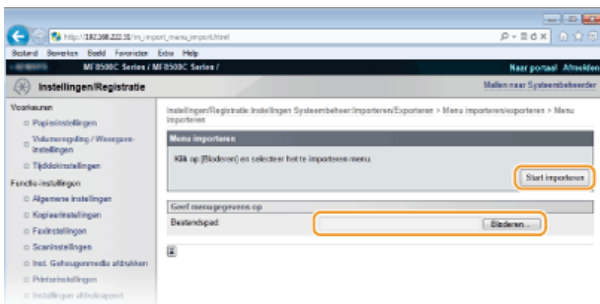 http://192.168.222.31/m_import_menu_import.html
Bestand Bewerken Beeld Favorieten Extra Help
MF8500C Series / MF8500C Series /
Naar portaal Afmelden
Instellingen/Registratie
Mailen naar Systeembeheerder
Voorkeuren
Papierinstellingen
Volumeregeling / Weergave-
instellingen
Tijdklokinstellingen
Functie-instellingen
Algemene instellingen
Kopieerinstellingen
Faxinstellingen
Scaninstellingen
Inst. Geheugenmedia afdrukken
Printerinstellingen
Instellingen afdrukrapport
Instellingen/Registratie:Instellingen Systeembeheer:Importeren/Exporteren > Menu importeren/exporteren > Menu
importeren
Menu importeren
Klik op [Bladeren] en selecteer het te importeren menu.
Start importeren
Geef menugegevens op
Bestandspad:
Bladeren...